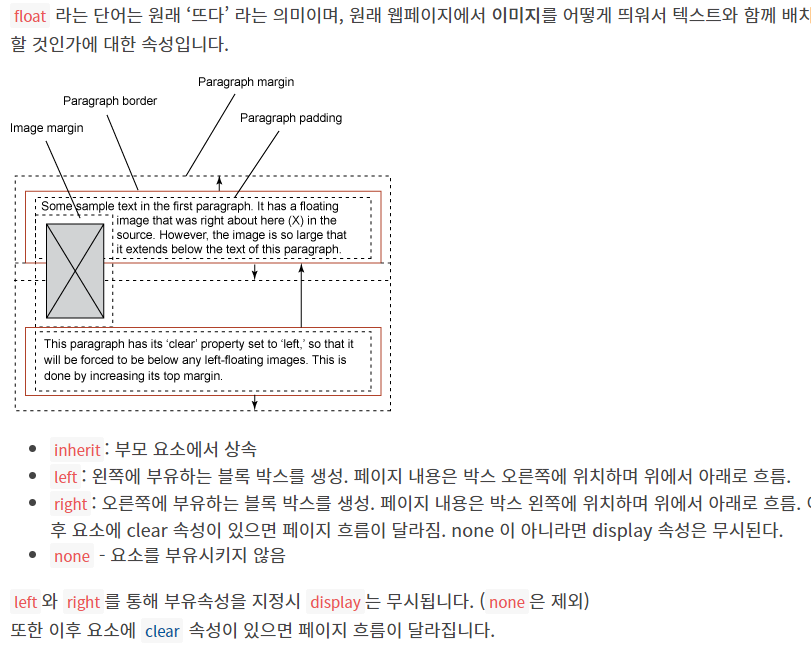 float 라는 단어는 원래 ‘뜨다’ 라는 의미이며, 원래 웹페이지에서 이미지를 어떻게 띄워서 텍스트와 함께 배치
할 것인가에 대한 속성입니다.
Paragraph margin
Paragraph border
Paragraph padding
Image margin
Some sample text in the first paragraph. It has a floating
image that was right about here (X) in the
source. However, the image is so large that
it extends below the text of this paragraph.
This paragraph has its ‘clear’ property set to ‘left,’ so that it
will be forced to be below any left-floating images. This is
done by increasing its top margin.
inherit : 부모 요소에서 상속
left : 왼쪽에 부유하는 블록 박스를 생성. 페이지 내용은 박스 오른쪽에 위치하며 위에서 아래로 흐름.
right : 오른쪽에 부유하는 블록 박스를 생성. 페이지 내용은 박스 왼쪽에 위치하며 위에서 아래로 흐름.
후 요소에 clear 속성이 있으면 페이지 흐름이 달라짐. none 이 아니라면 display 속성은 무시된다.
none - 요소를 부유시키지 않음
left 와 right 를 통해 부유속성을 지정시 display 는 무시됩니다. ( none 은 제외)
또한 이후 요소에 clear 속성이 있으면 페이지 흐름이 달라집니다.